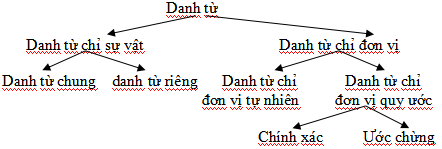 Danh từ
Danh từ chỉ sự vật
Danh từ chỉ đơn vị
Danh từ chung
danh từ riêng
Danh từ chỉ
đơn vị tự nhiên
Danh từ chỉ
đơn vị quy ước
Chính xác
Ước chừng